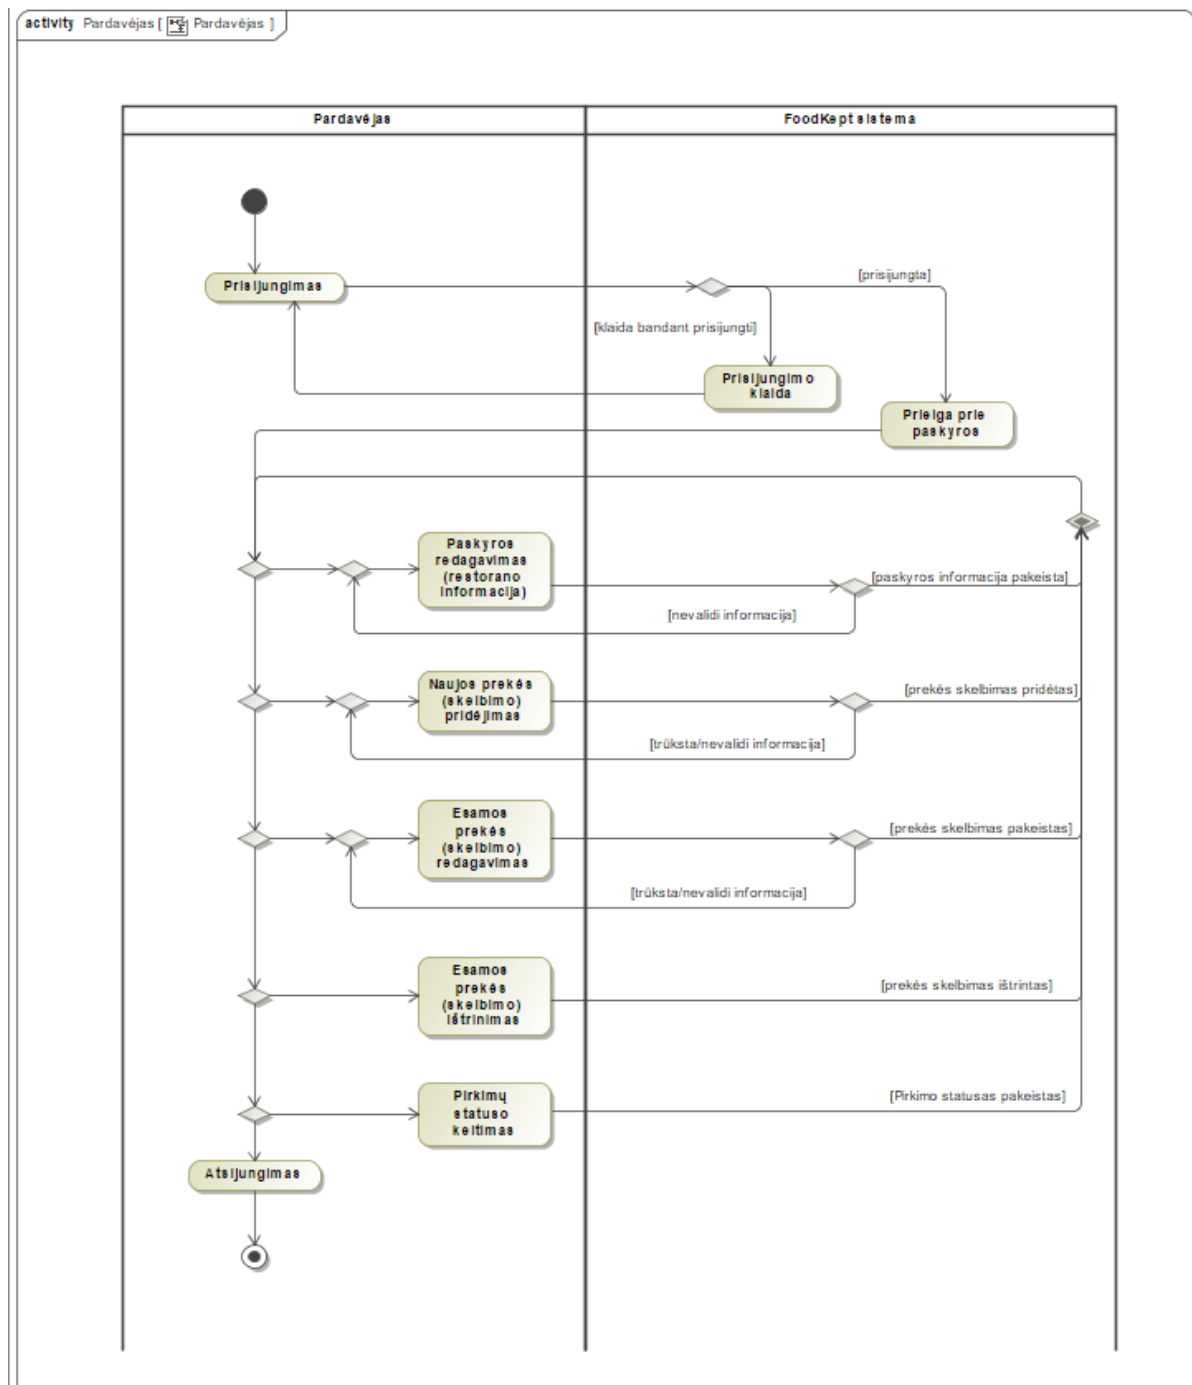 activity Pardavėjas [ Pardavėjas ]
Pardavėjas
FoodKept sistema
Prisijungimas
[prisijungta]
[klaida bandant prisijungti]
Prisijungimo
klaida
Prieiga prie
paskyros
Paskyros
redagavimas
(restorano
informacija)
[paskyros informacija pakeista]
[nevalidi informacija]
Naujos prekės
(skelbimo)
pridėjimas
[prekės skelbimas pridėtas]
[trūksta/nevalidi informacija]
Esamos
prekės
(skelbimo)
redagavimas
[prekės skelbimas pakeistas]
[trūksta/nevalidi informacija]
Esamos
prekės
(skelbimo)
ištrinimas
[prekės skelbimas ištrintas]
Pirkimų
statuso
keitimas
[Pirkimo statusas pakeistas]
Atsijungimas